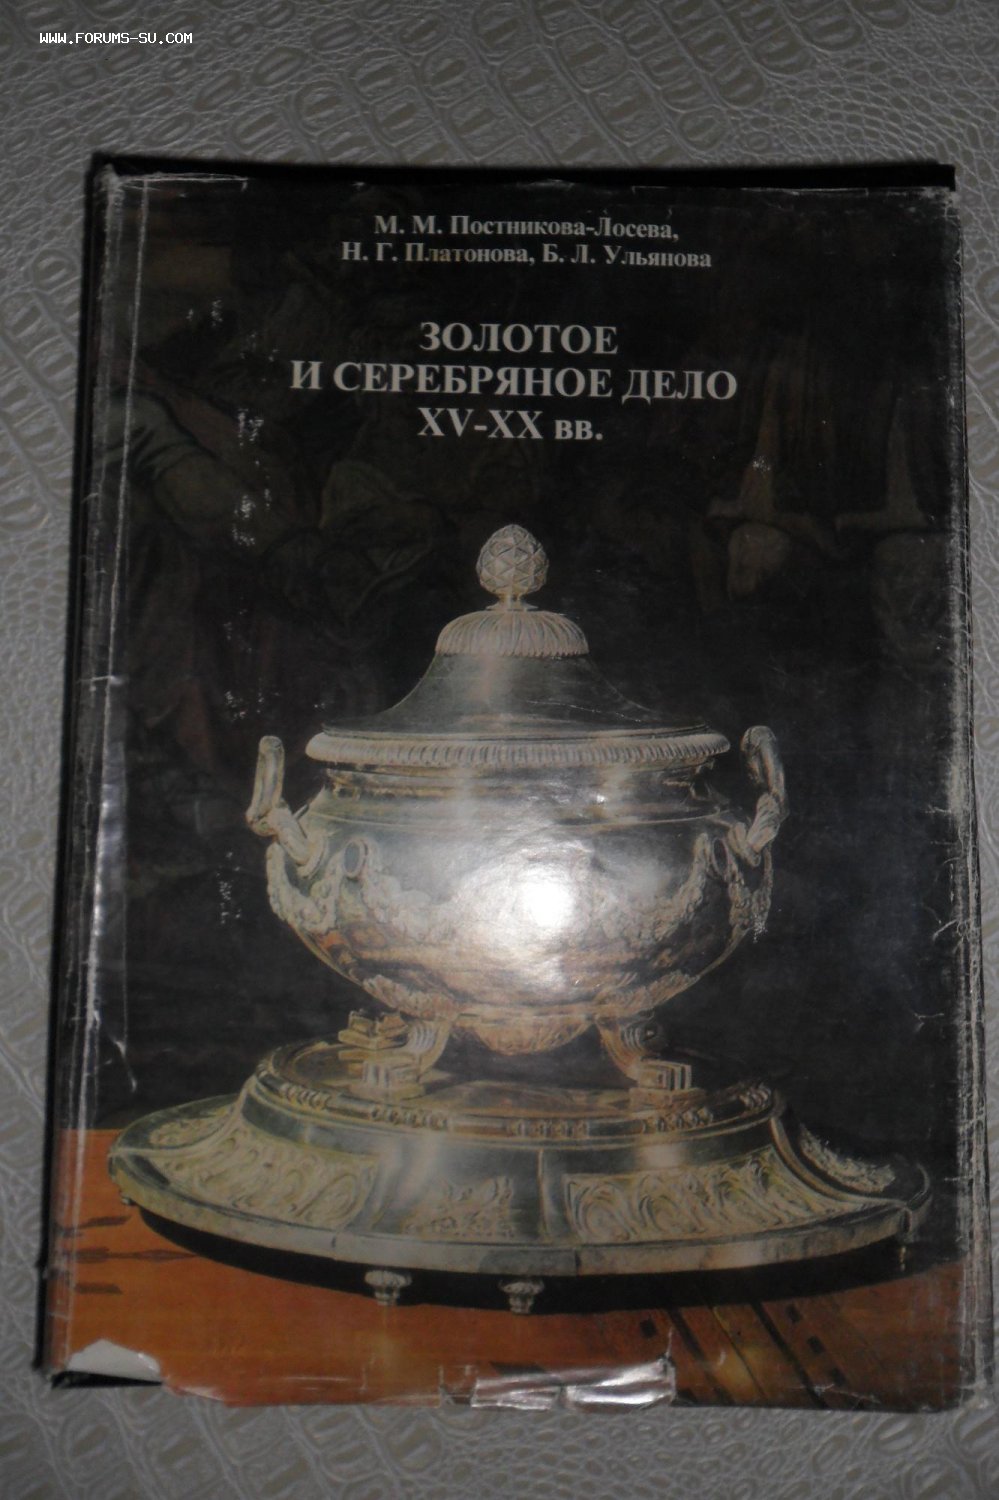 WWW.FORUMS-SU.COM
М. М. Постникова-Лосева,
Н. Г. Платонова, Б. Л. Ульянова
ЗОЛОТОЕ
И СЕРЕБРЯНОЕ ДЕЛО
XV-XX вв.